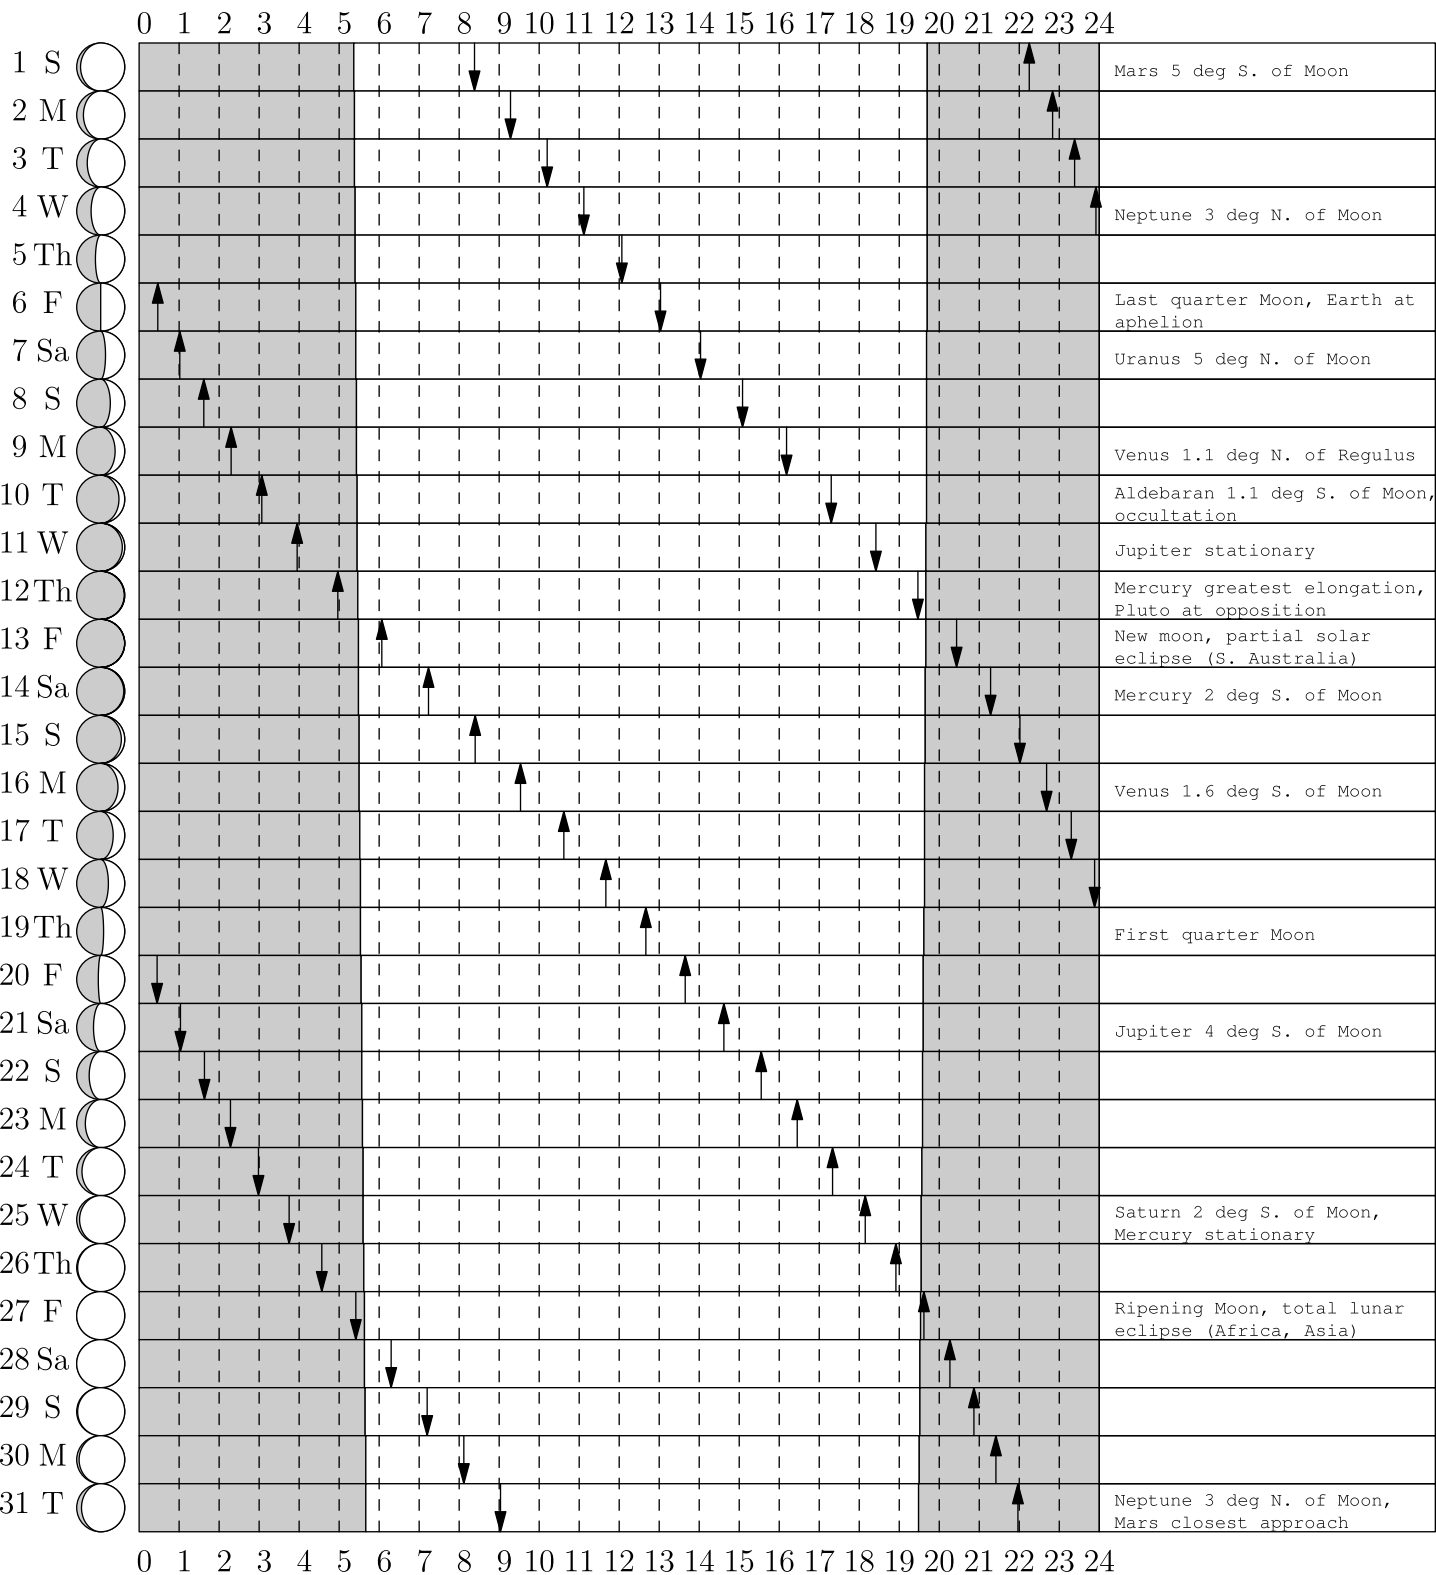 0 1 2 3 4 5 6 7 8 9 10 11 12 13 14 15 16 17 18 19 20 21 22 23 24
1 S Mars 5 deg S. of Moon
2 M
3 T
4 W Neptune 3 deg N. of Moon
5 Th
6 F Last quarter Moon, Earth at
aphelion
7 Sa Uranus 5 deg N. of Moon
8 S
9 M Venus 1.1 deg N. of Regulus
10 T Aldebaran 1.1 deg S. of Moon,
occultation
11 W Jupiter stationary
12 Th Mercury greatest elongation,
Pluto at opposition
13 F New moon, partial solar
eclipse (S. Australia)
14 Sa Mercury 2 deg S. of Moon
15 S
16 M Venus 1.6 deg S. of Moon
17 T
18 W
19 Th First quarter Moon
20 F
21 Sa Jupiter 4 deg S. of Moon
22 S
23 M
24 T
25 W Saturn 2 deg S. of Moon,
Mercury stationary
26 Th
27 F Ripening Moon, total lunar
eclipse (Africa, Asia)
28 Sa
29 S
30 M
31 T Neptune 3 deg N. of Moon,
Mars closest approach
0 1 2 3 4 5 6 7 8 9 10 11 12 13 14 15 16 17 18 19 20 21 22 23 24